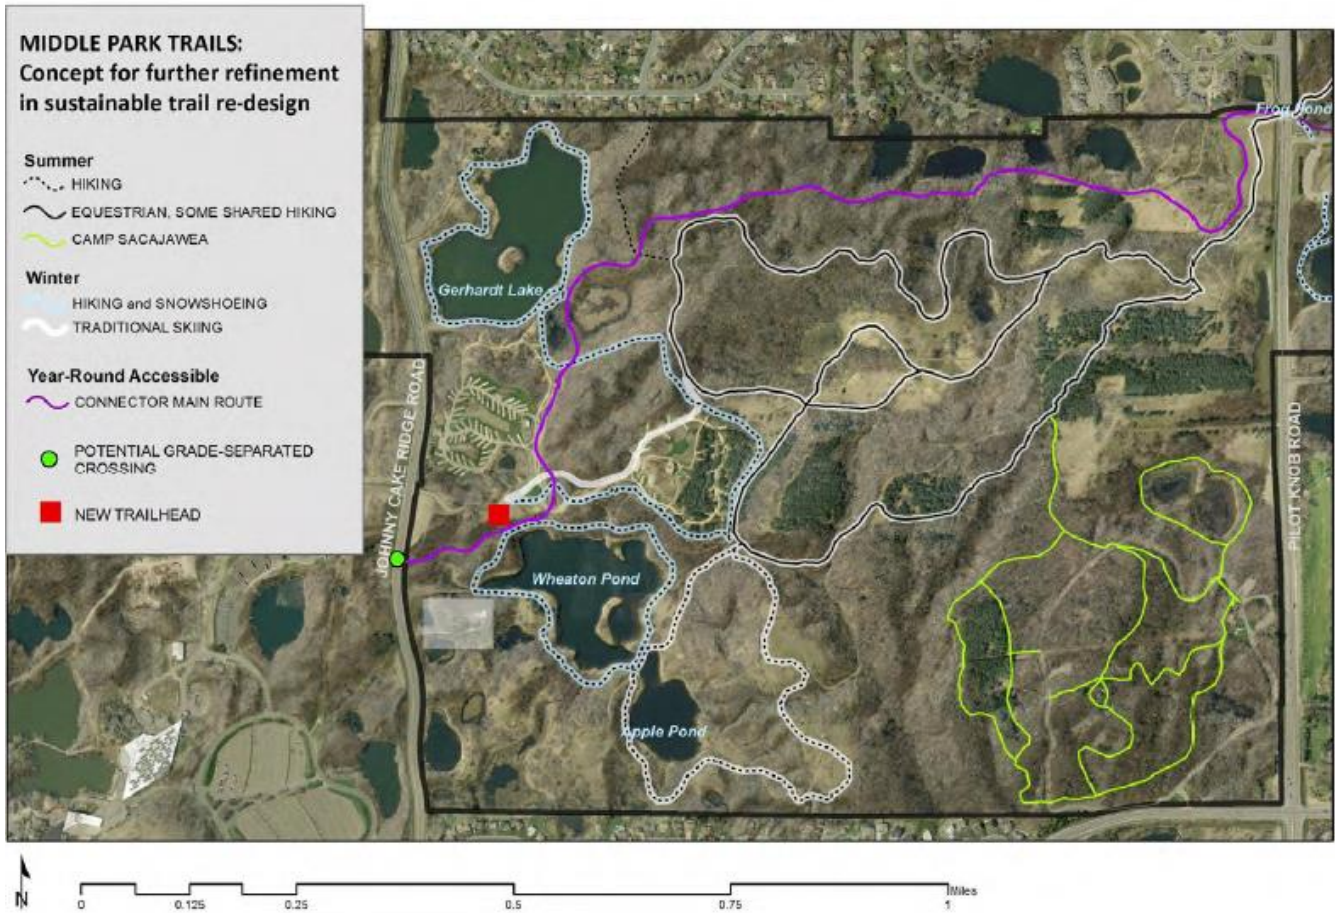 MIDDLE PARK TRAILS:
Concept for further refinement
in sustainable trail re-design
Summer
HIKING
EQUESTRIAN, SOME SHARED HIKING
CAMP SACAJAWEA
Winter
HIKING and SNOWSHOEING
TRADITIONAL SKIING
Year-Round Accessible
CONNECTOR MAIN ROUTE
POTENTIAL GRADE-SEPARATED
CROSSING
NEW TRAILHEAD
Frog Pond
Gerhardt Lake
JOHNNY CAKE RIDGE ROAD
PILOT KNOB ROAD
Wheaton Pond
Apple Pond
N
0 0.125 0.25 0.5 0.75 1
Miles